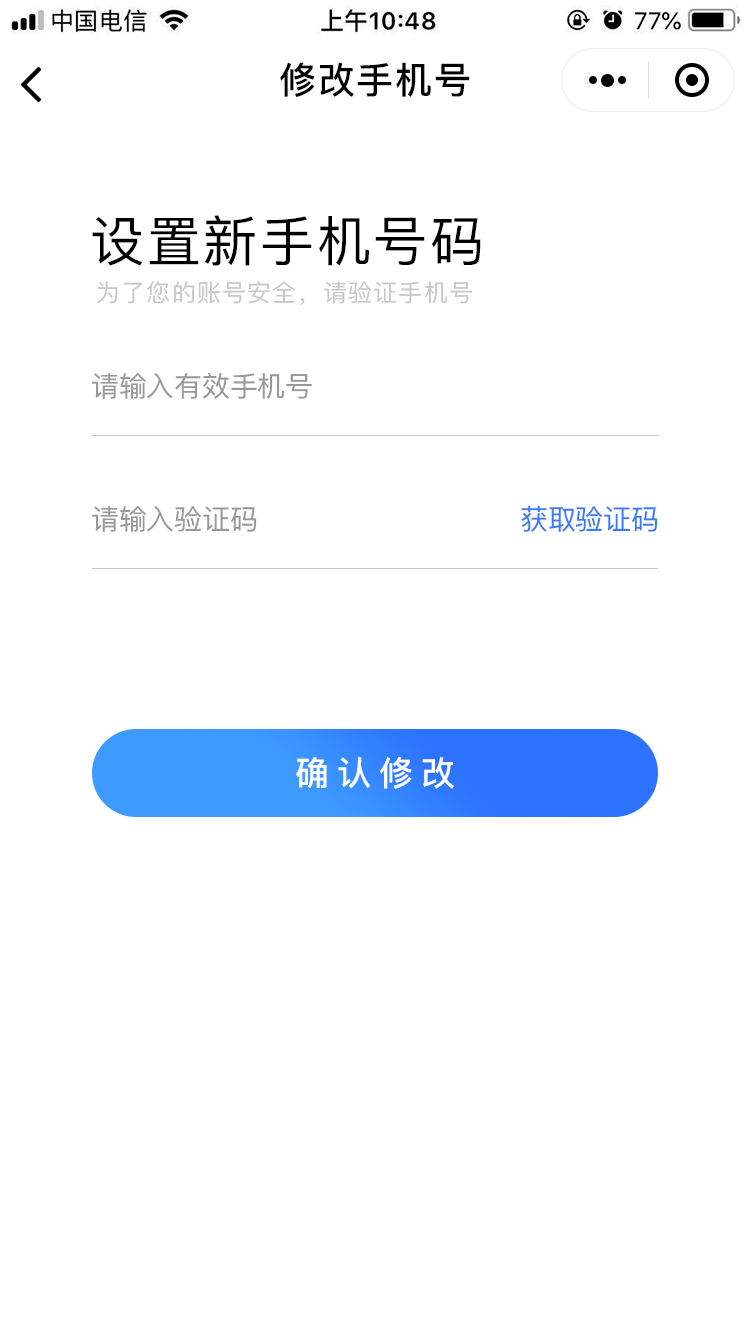 中国电信 上午10:48 77%
修改手机号
设置新手机号码
为了您的账号安全，请验证手机号
请输入有效手机号
请输入验证码 获取验证码
确认修改